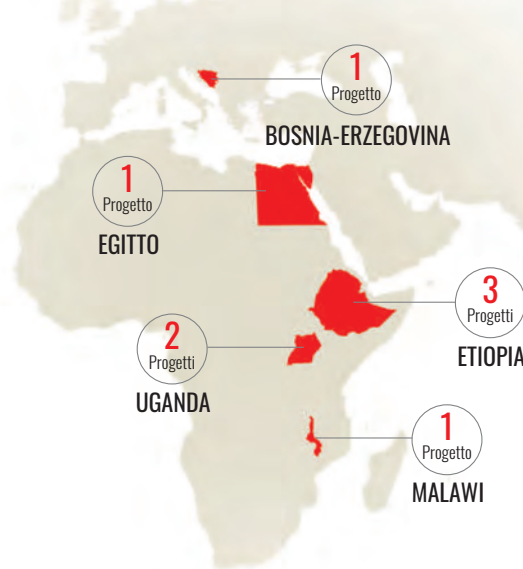 1
Progetto
BOSNIA-ERZEGOVINA
1
Progetto
EGITTO
3
Progetti
ETIOPIA
2
Progetti
UGANDA
1
Progetto
MALAWI